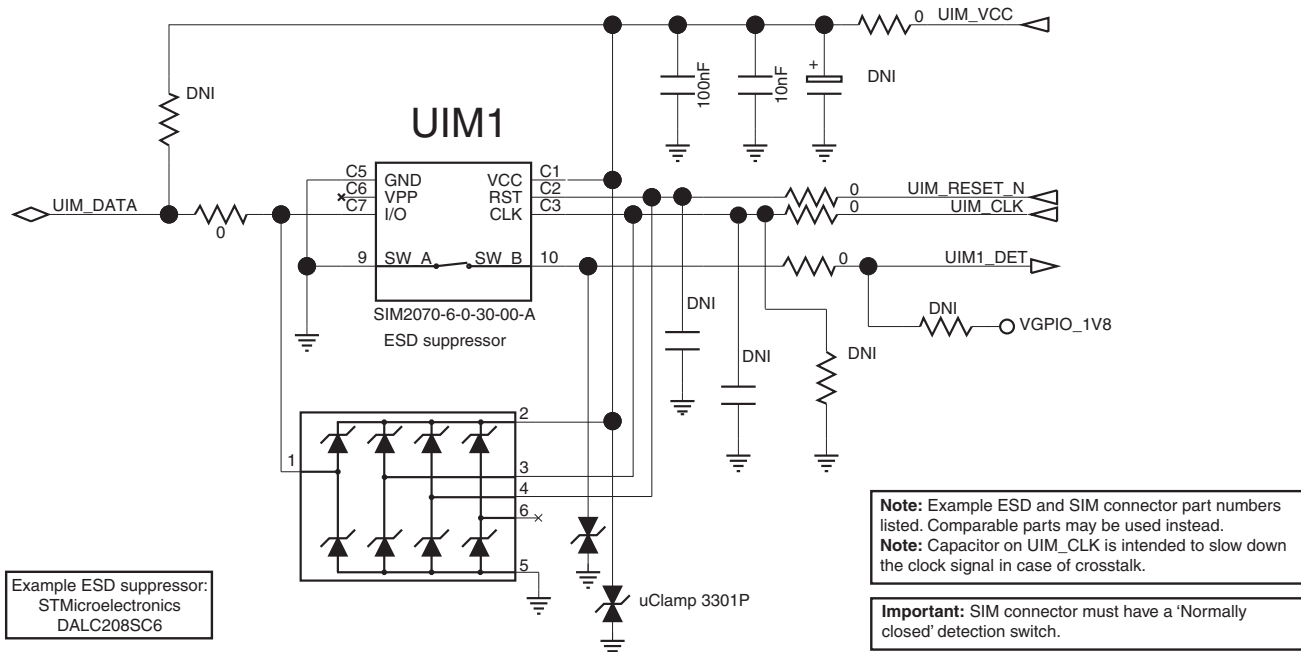 0 UIM_VCC
DNI
100nF
10nF
+
DNI
UIM1
C5 GND VCC C1
C6 VPP RST C2
C7 I/O CLK C3
UIM_DATA
0
0 UIM_RESET_N
0 UIM_CLK
9 SW_A SW_B 10
0 UIM1_DET
SIM2070-6-0-30-00-A
ESD suppressor
DNI
DNI
DNI
DNI
VGPIO_1V8
1
2
3
4
6
5
uClamp 3301P
Example ESD suppressor:
STMicroelectronics
DALC208SC6
Note: Example ESD and SIM connector part numbers
listed. Comparable parts may be used instead.
Note: Capacitor on UIM_CLK is intended to slow down
the clock signal in case of crosstalk.
Important: SIM connector must have a ‘Normally
closed’ detection switch.